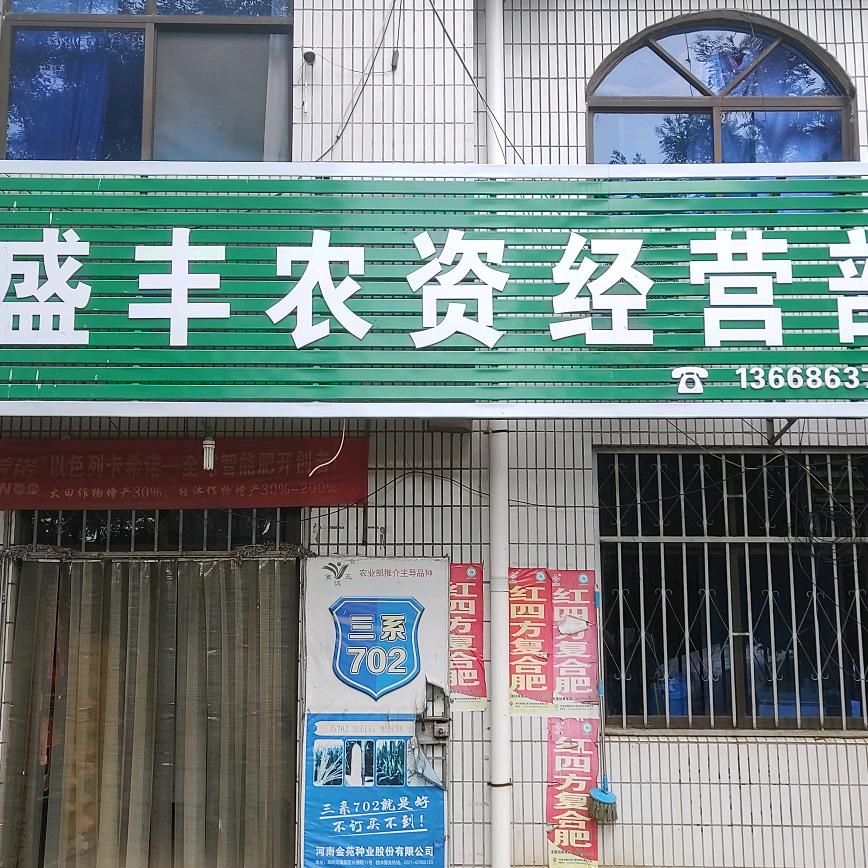 盛丰农资经营部
13668637
希诺 以色列卡希诺—全球智能肥开创者
大田作物增产30%、经济作物增产30%-200%
农业部推介主导品种
三系
702
红四方复合肥
红四方复合肥
红四方复合肥
红四方复合肥
三系702就是好
不订买不到！
河南金苑种业股份有限公司